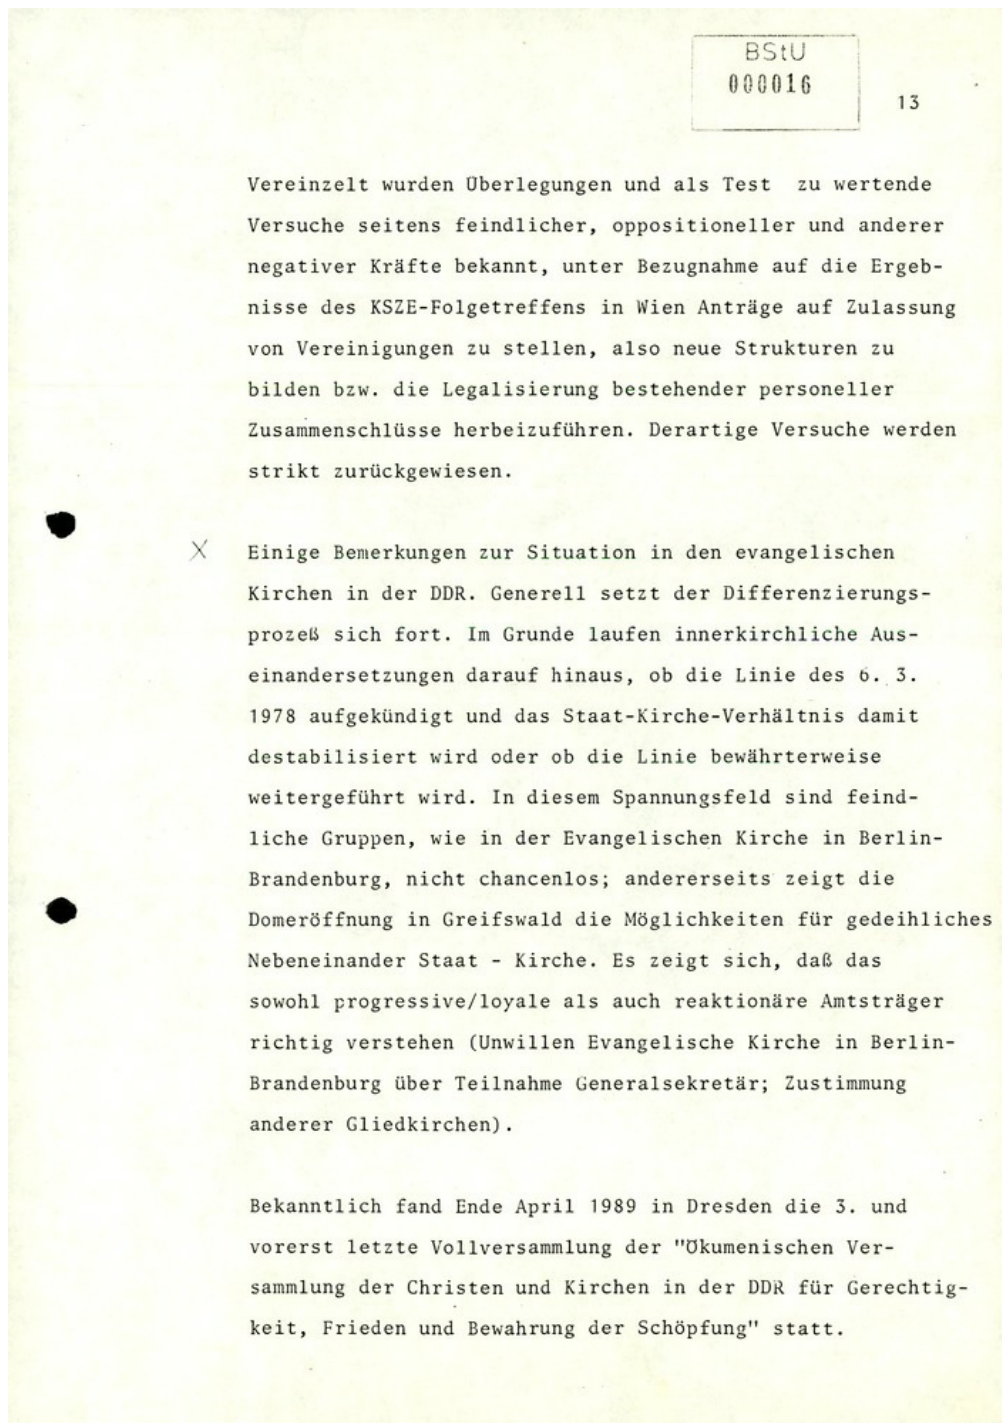 BStU
000016
13
Vereinzelt wurden Überlegungen und als Test zu wertende
Versuche seitens feindlicher, oppositioneller und anderer
negativer Kräfte bekannt, unter Bezugnahme auf die Ergeb-
nisse des KSZE-Folgetreffens in Wien Anträge auf Zulassung
von Vereinigungen zu stellen, also neue Strukturen zu
bilden bzw. die Legalisierung bestehender personeller
Zusammenschlüsse herbeizuführen. Derartige Versuche werden
strikt zurückgewiesen.
X Einige Bemerkungen zur Situation in den evangelischen
Kirchen in der DDR. Generell setzt der Differenzierungs-
prozeß sich fort. Im Grunde laufen innerkirchliche Aus-
einandersetzungen darauf hinaus, ob die Linie des 6. 3.
1978 aufgekündigt und das Staat-Kirche-Verhältnis damit
destabilisiert wird oder ob die Linie bewährterweise
weitergeführt wird. In diesem Spannungsfeld sind feind-
liche Gruppen, wie in der Evangelischen Kirche in Berlin-
Brandenburg, nicht chancenlos; andererseits zeigt die
Domeröffnung in Greifswald die Möglichkeiten für gedeihliches
Nebeneinander Staat - Kirche. Es zeigt sich, daß das
sowohl progressive/loyale als auch reaktionäre Amtsträger
richtig verstehen (Unwillen Evangelische Kirche in Berlin-
Brandenburg über Teilnahme Generalsekretär; Zustimmung
anderer Gliedkirchen).
Bekanntlich fand Ende April 1989 in Dresden die 3. und
vorerst letzte Vollversammlung der "Ökumenischen Ver-
sammlung der Christen und Kirchen in der DDR für Gerechtig-
keit, Frieden und Bewahrung der Schöpfung" statt.